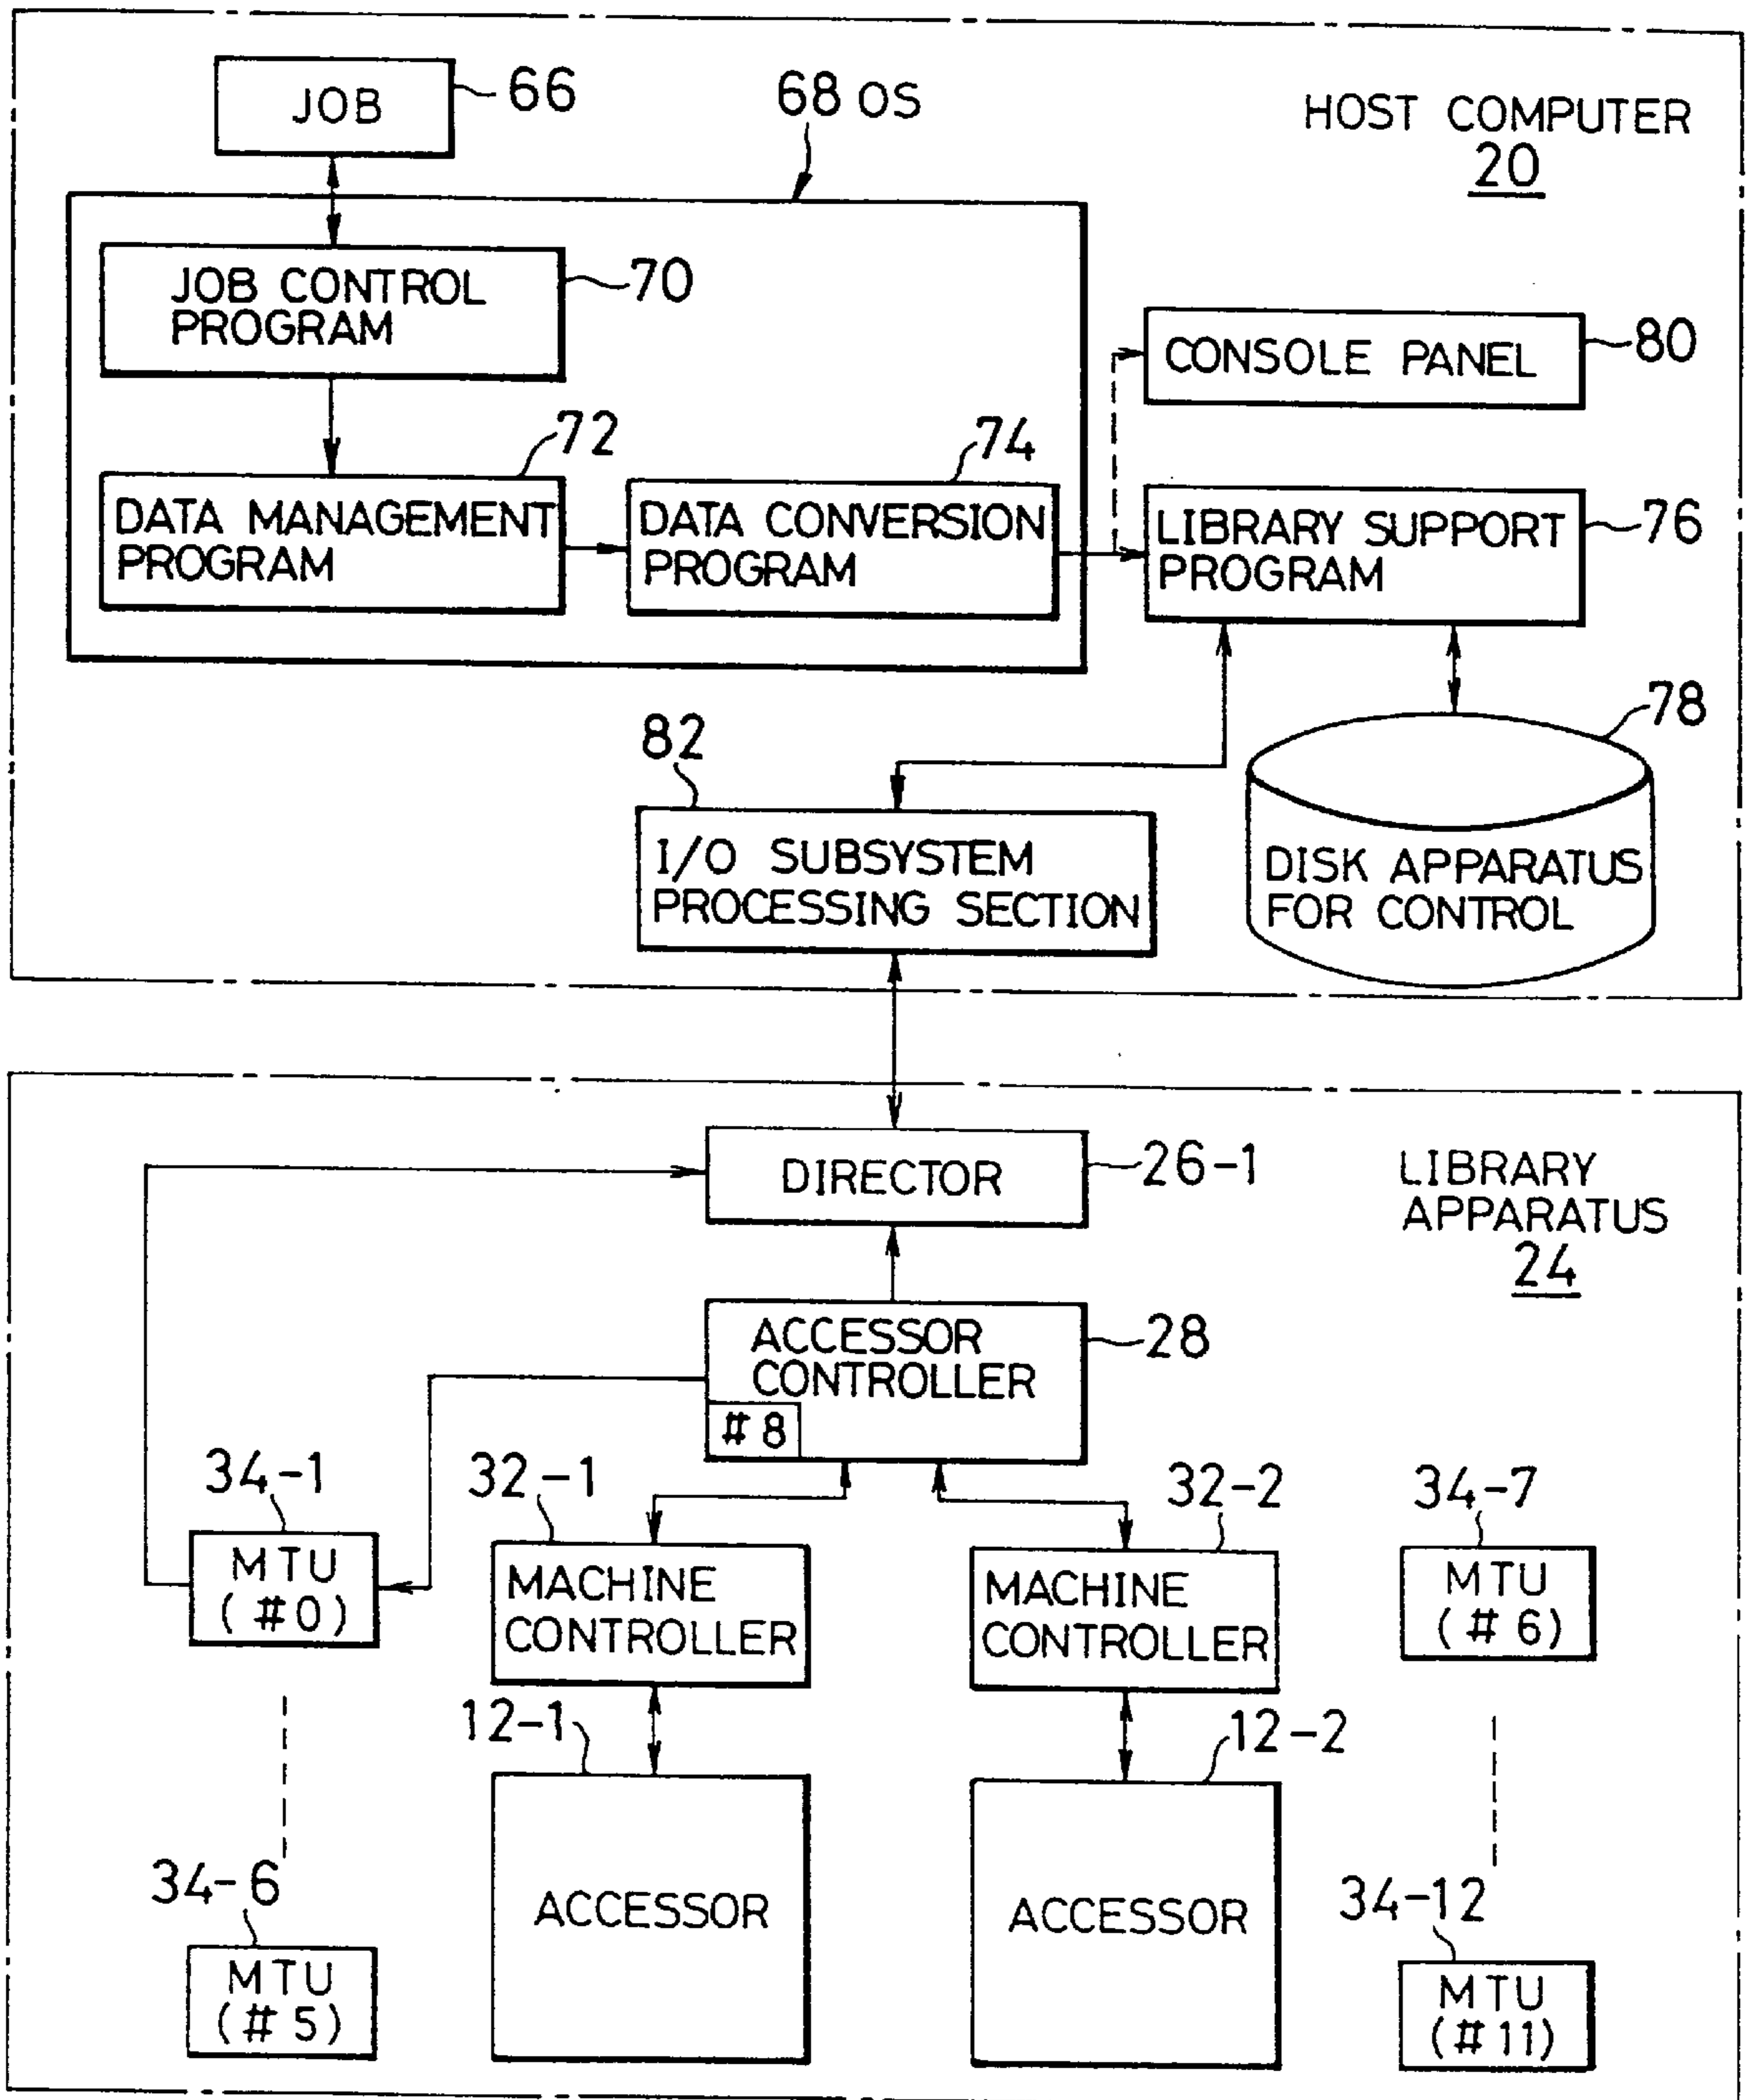 JOB
66
68 OS
HOST COMPUTER
20
JOB CONTROL
PROGRAM
70
CONSOLE PANEL
80
72
74
DATA MANAGEMENT
PROGRAM
DATA CONVERSION
PROGRAM
LIBRARY SUPPORT
PROGRAM
76
82
78
I/O SUBSYSTEM
PROCESSING SECTION
DISK APPARATUS
FOR CONTROL
DIRECTOR
26-1
LIBRARY
APPARATUS
24
ACCESSOR
CONTROLLER
#8
28
34-1
32-1
32-2
34-7
MTU
(#0)
MACHINE
CONTROLLER
MACHINE
CONTROLLER
MTU
(#6)
12-1
12-2
34-6
ACCESSOR
ACCESSOR
34-12
MTU
(#5)
MTU
(#11)